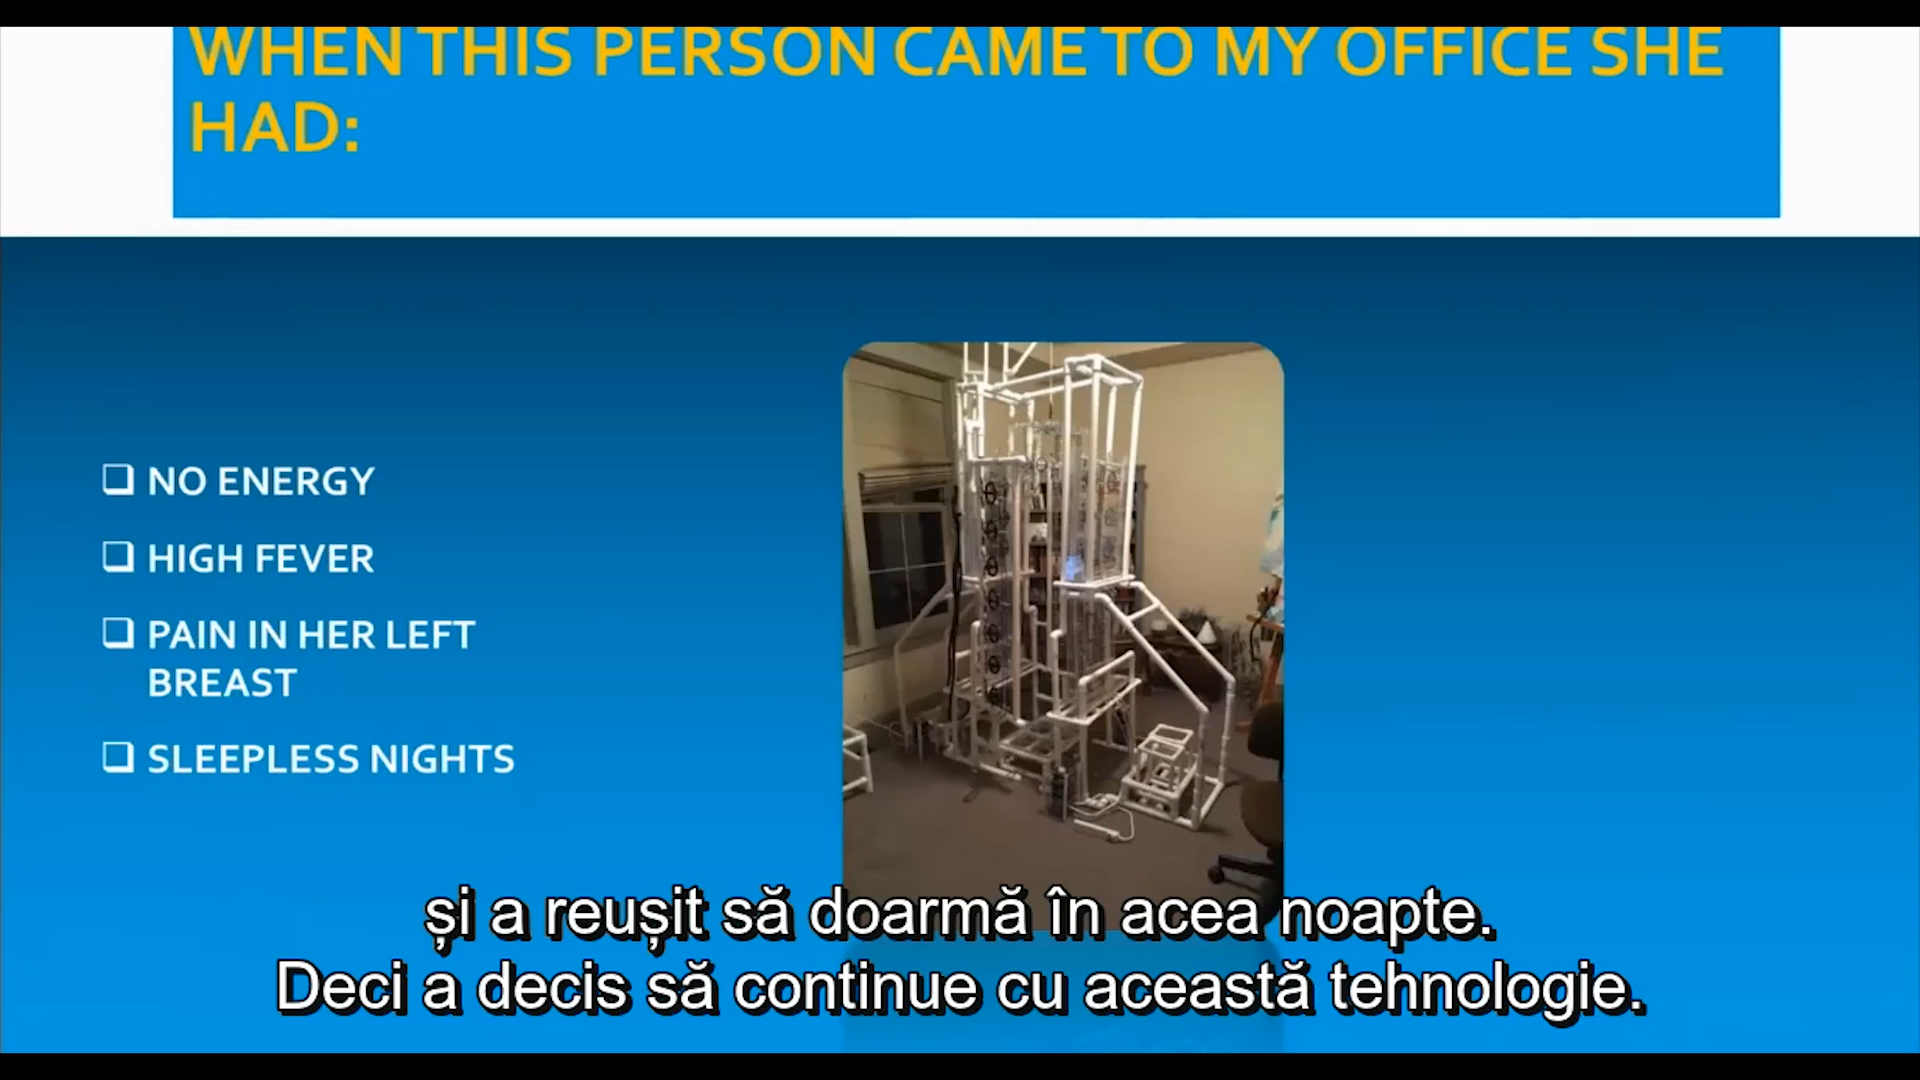 WHEN THIS PERSON CAME TO MY OFFICE SHE
HAD:
NO ENERGY
HIGH FEVER
PAIN IN HER LEFT
BREAST
SLEEPLESS NIGHTS
și a reușit să doarmă în acea noapte.
Deci a decis să continue cu această tehnologie.